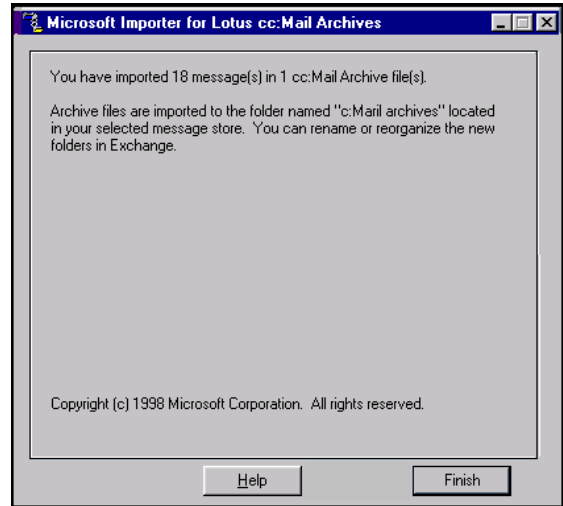 Microsoft Importer for Lotus cc:Mail Archives
You have imported 18 message(s) in 1 cc:Mail Archive file(s).
Archive files are imported to the folder named "c:Maril archives" located
in your selected message store.  You can rename or reorganize the new
folders in Exchange.
Copyright (c) 1998 Microsoft Corporation.  All rights reserved.
Help
Finish